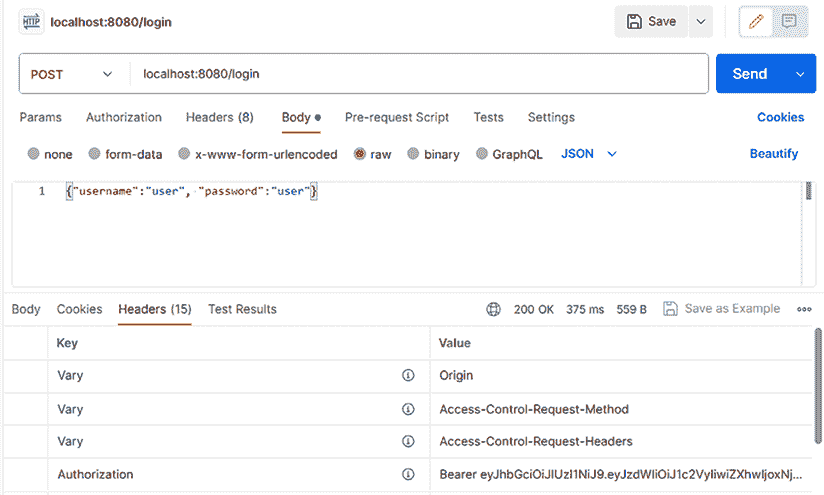 HTTP localhost:8080/login Save
POST localhost:8080/login Send
Params Authorization Headers (8) Body Pre-request Script Tests Settings Cookies
none form-data x-www-form-urlencoded raw binary GraphQL JSON Beautify
1 {"username":"user", "password":"user"}
Body Cookies Headers (15) Test Results 200 OK 375 ms 559 B Save as Example
Key Value
Vary Origin
Vary Access-Control-Request-Method
Vary Access-Control-Request-Headers
Authorization Bearer eyJhbGciOiJIUzI1NiJ9.eyJzdWIiOiJ1c2VyIiwiZXhwIjoxNj...